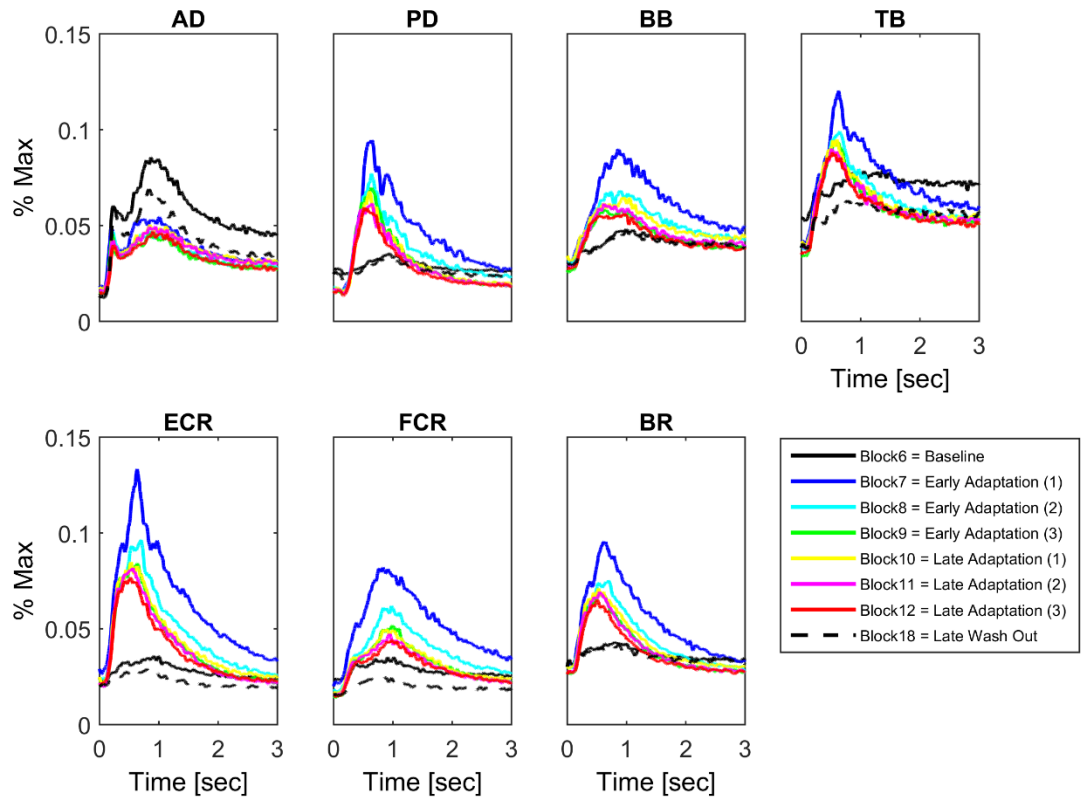 AD
PD
BB
TB
0.15
0.1
0.05
0
% Max
0 1 2 3
Time [sec]
ECR
FCR
BR
0.15
0.1
0.05
0
% Max
0 1 2 3
0 1 2 3
0 1 2 3
Time [sec]
Time [sec]
Time [sec]
Block6 = Baseline
Block7 = Early Adaptation (1)
Block8 = Early Adaptation (2)
Block9 = Early Adaptation (3)
Block10 = Late Adaptation (1)
Block11 = Late Adaptation (2)
Block12 = Late Adaptation (3)
Block18 = Late Wash Out